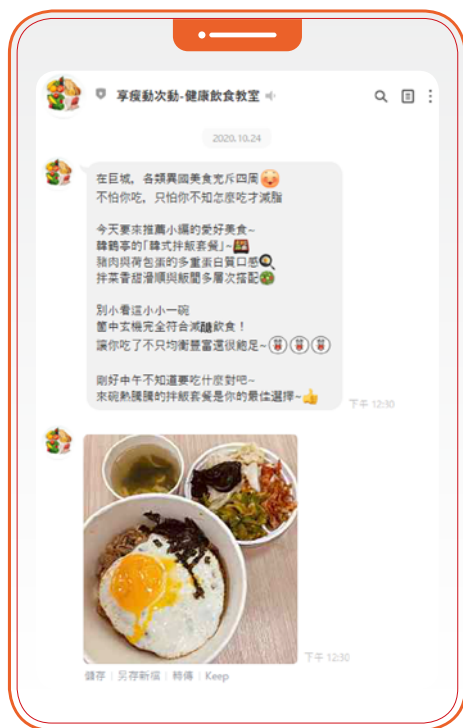 享瘦動次動-健康飲食教室
2020.10.24
在巨城，各類異國美食充斥四周
不怕你吃，只怕你不知怎麼吃才減脂
今天要來推薦小編的愛好美食~
韓鶴亭的「韓式拌飯套餐」~
豬肉與荷包蛋的多重蛋白質口感
拌菜香甜滑順與飯間多層次搭配
別小看這小小一碗
箇中玄機完全符合減醣飲食！
讓你吃了不只均衡豐富還很飽足~
剛好中午不知道要吃什麼對吧~
來碗熱騰騰的拌飯套餐是你的最佳選擇~
下午 12:30
下午 12:30
儲存｜另存新檔｜轉傳｜Keep